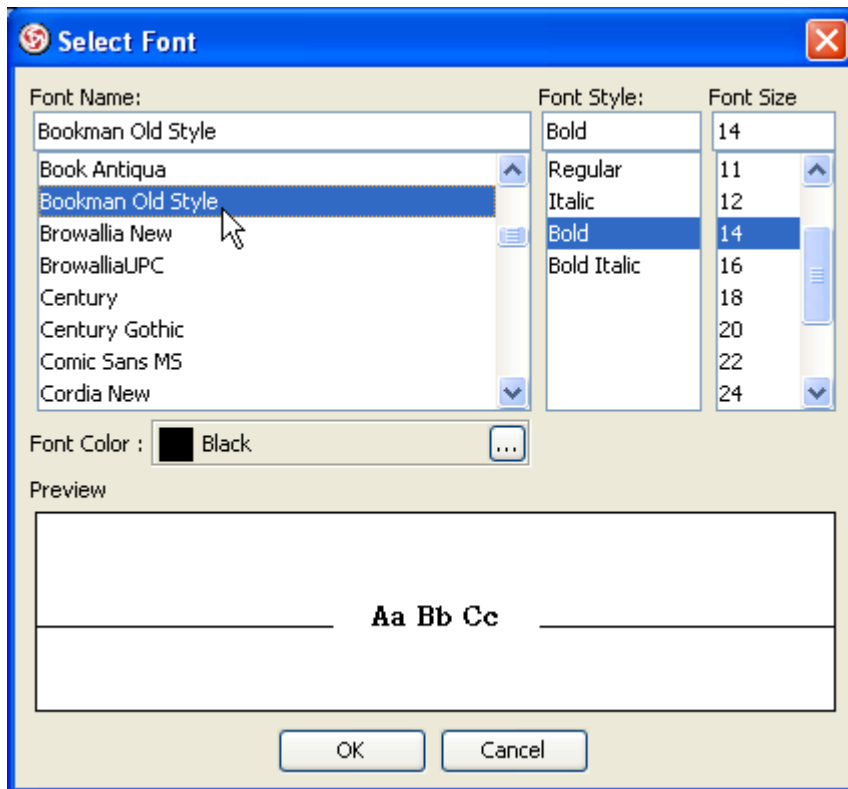 Select Font
Font Name:
Font Style:
Font Size
Bookman Old Style
Bold
14
Book Antiqua
Bookman Old Style
Browallia New
BrowalliaUPC
Century
Century Gothic
Comic Sans MS
Cordia New
Regular
Italic
Bold
Bold Italic
11
12
14
16
18
20
22
24
Font Color :
Black
...
Preview
Aa Bb Cc
OK
Cancel